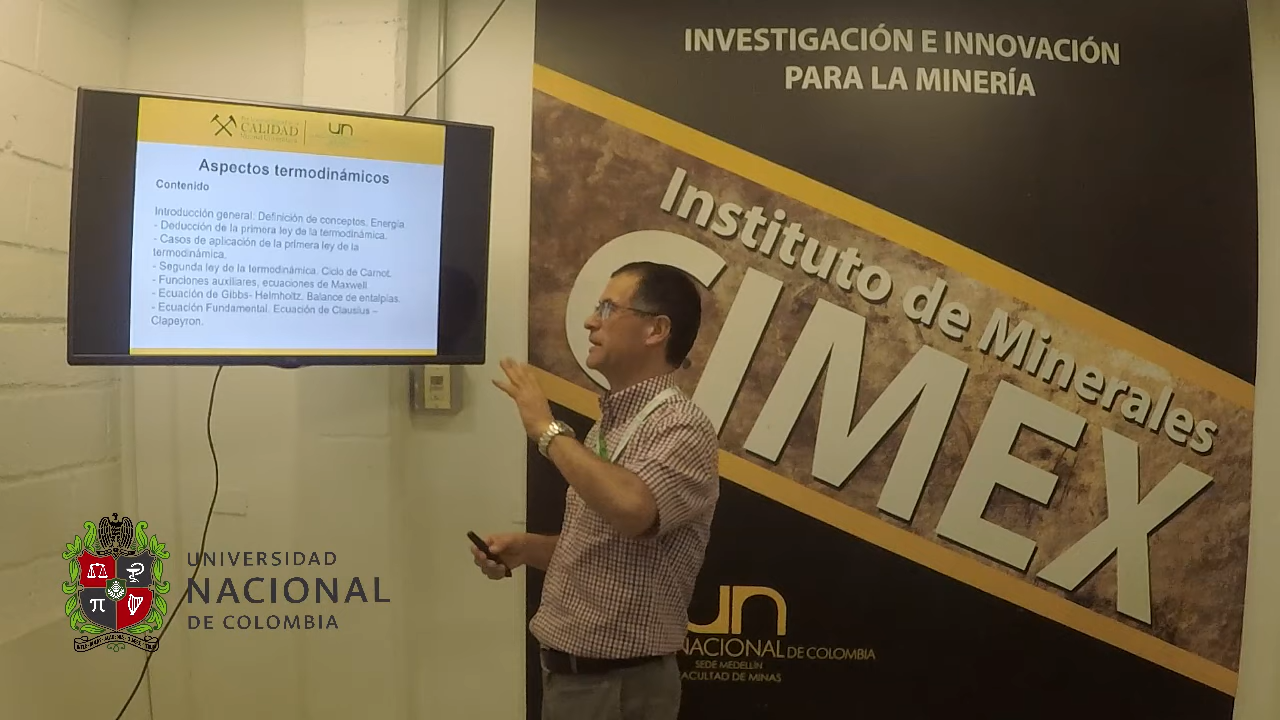 INVESTIGACIÓN E INNOVACIÓN
PARA LA MINERÍA
Instituto de Minerales
CIMEX
CALIDAD
un
Aspectos termodinámicos
Contenido
Introducción general. Definición de conceptos. Energía
- Deducción de la primera ley de la termodinámica.
- Casos de aplicación de la primera ley de la
termodinámica.
- Segunda ley de la termodinámica. Ciclo de Carnot.
- Funciones auxiliares, ecuaciones de Maxwell
- Ecuación de Gibbs- Helmholtz. Balance de entalpías.
- Ecuación Fundamental. Ecuación de Clausius –
Clapeyron.
UNIVERSIDAD
NACIONAL
DE COLOMBIA
un
NACIONAL DE COLOMBIA
SEDE MEDELLÍN
ACULTAD DE MINAS